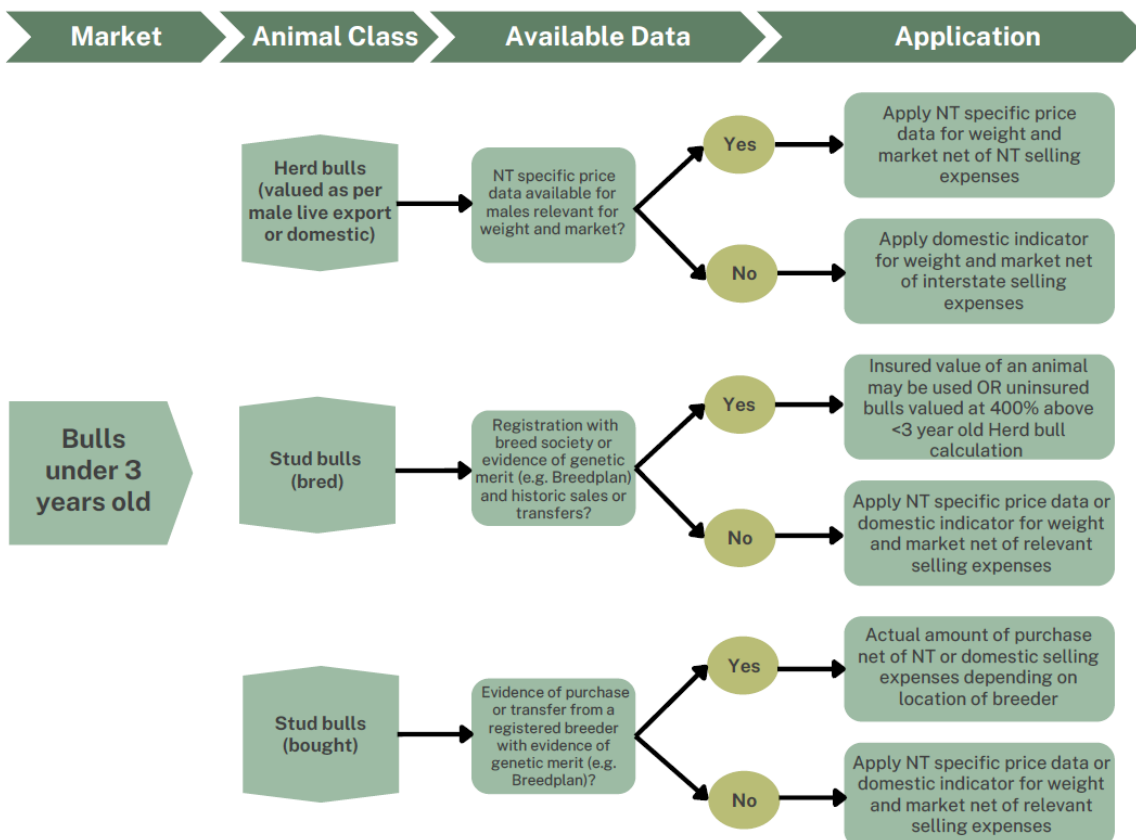 Market
Animal Class
Available Data
Application
Bulls
under 3
years old
Herd bulls
(valued as per
male live export
or domestic)
NT specific price
data available for
males relevant for
weight and market?
Yes
Apply NT specific price
data for weight and
market net of NT selling
expenses
No
Apply domestic indicator
for weight and market net
of interstate selling
expenses
Stud bulls
(bred)
Registration with
breed society or
evidence of genetic
merit (e.g. Breedplan)
and historic sales or
transfers?
Yes
Insured value of an animal
may be used OR uninsured
bulls valued at 400% above
<3 year old Herd bull
calculation
No
Apply NT specific price data or
domestic indicator for weight
and market net of relevant
selling expenses
Stud bulls
(bought)
Evidence of purchase
or transfer from a
registered breeder
with evidence of
genetic merit (e.g.
Breedplan)?
Yes
Actual amount of purchase
net of NT or domestic selling
expenses depending on
location of breeder
No
Apply NT specific price data or
domestic indicator for weight
and market net of relevant
selling expenses